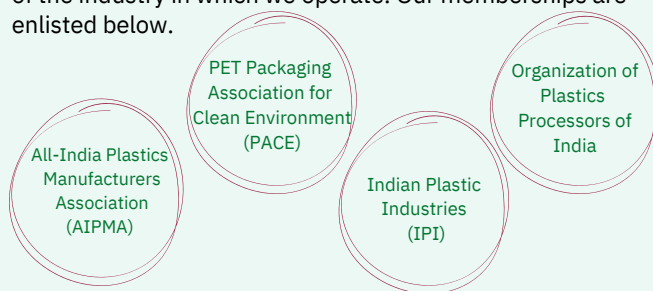 of the industry in which we operate. Our memberships are
enlisted below.
All-India Plastics
Manufacturers
Association
(AIPMA)
PET Packaging
Association for
Clean Environment
(PACE)
Indian Plastic
Industries
(IPI)
Organization of
Plastics
Processors of
India